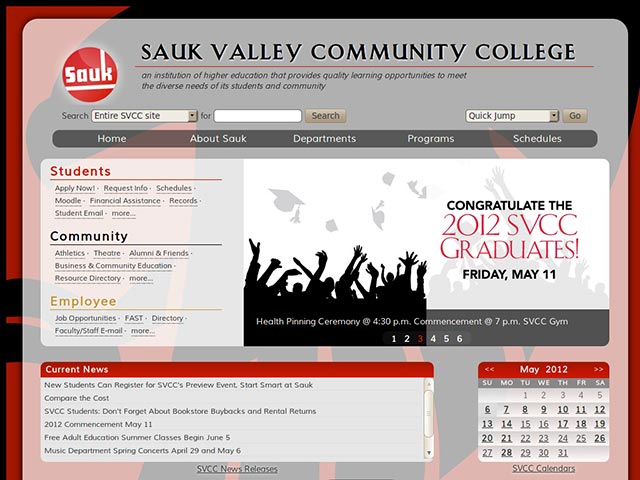 Sauk
SAUK VALLEY COMMUNITY COLLEGE
an institution of higher education that provides quality learning opportunities to meet
the diverse needs of its students and community
Search Entire SVCC site for Search Quick Jump Go
Home About Sauk Departments Programs Schedules
Students
Apply Now! · Request Info · Schedules ·
Moodle · Financial Assistance · Records ·
Student Email · more...
Community
Athletics · Theatre · Alumni & Friends ·
Business & Community Education ·
Resource Directory · more...
Employee
Job Opportunities · FAST · Directory ·
Faculty/Staff E-mail · more...
CONGRATULATE THE
2012 SVCC
GRADUATES!
FRIDAY, MAY 11
Health Pinning Ceremony @ 4:30 p.m. Commencement @ 7 p.m. SVCC Gym
1 2 3 4 5 6
Current News
New Students Can Register for SVCC's Preview Event, Start Smart at Sauk
Compare the Cost
SVCC Students: Don't Forget About Bookstore Buybacks and Rental Returns
2012 Commencement May 11
Free Adult Education Summer Classes Begin June 5
Music Department Spring Concerts April 29 and May 6
SVCC News Releases
<< May 2012 >>
SU MO TU WE TH FR SA
1 2 3 4 5
6 7 8 9 10 11 12
13 14 15 16 17 18 19
20 21 22 23 24 25 26
27 28 29 30 31
SVCC Calendars